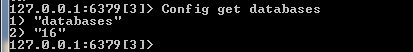 127.0.0.1:6379[3]> Config get databases
1) "databases"
2) "16"
127.0.0.1:6379[3]>